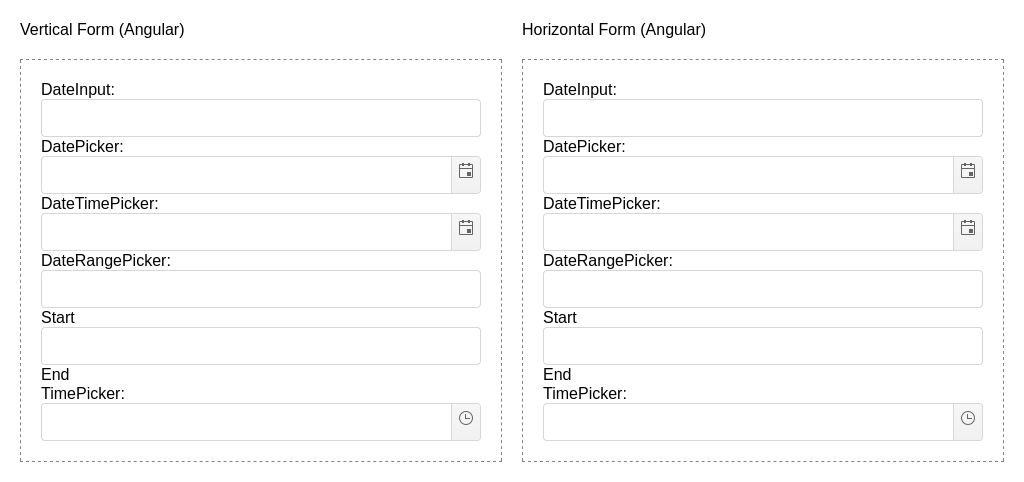 Vertical Form (Angular)
DateInput:
DatePicker:
DateTimePicker:
DateRangePicker:
Start
End
TimePicker:
Horizontal Form (Angular)
DateInput:
DatePicker:
DateTimePicker:
DateRangePicker:
Start
End
TimePicker: